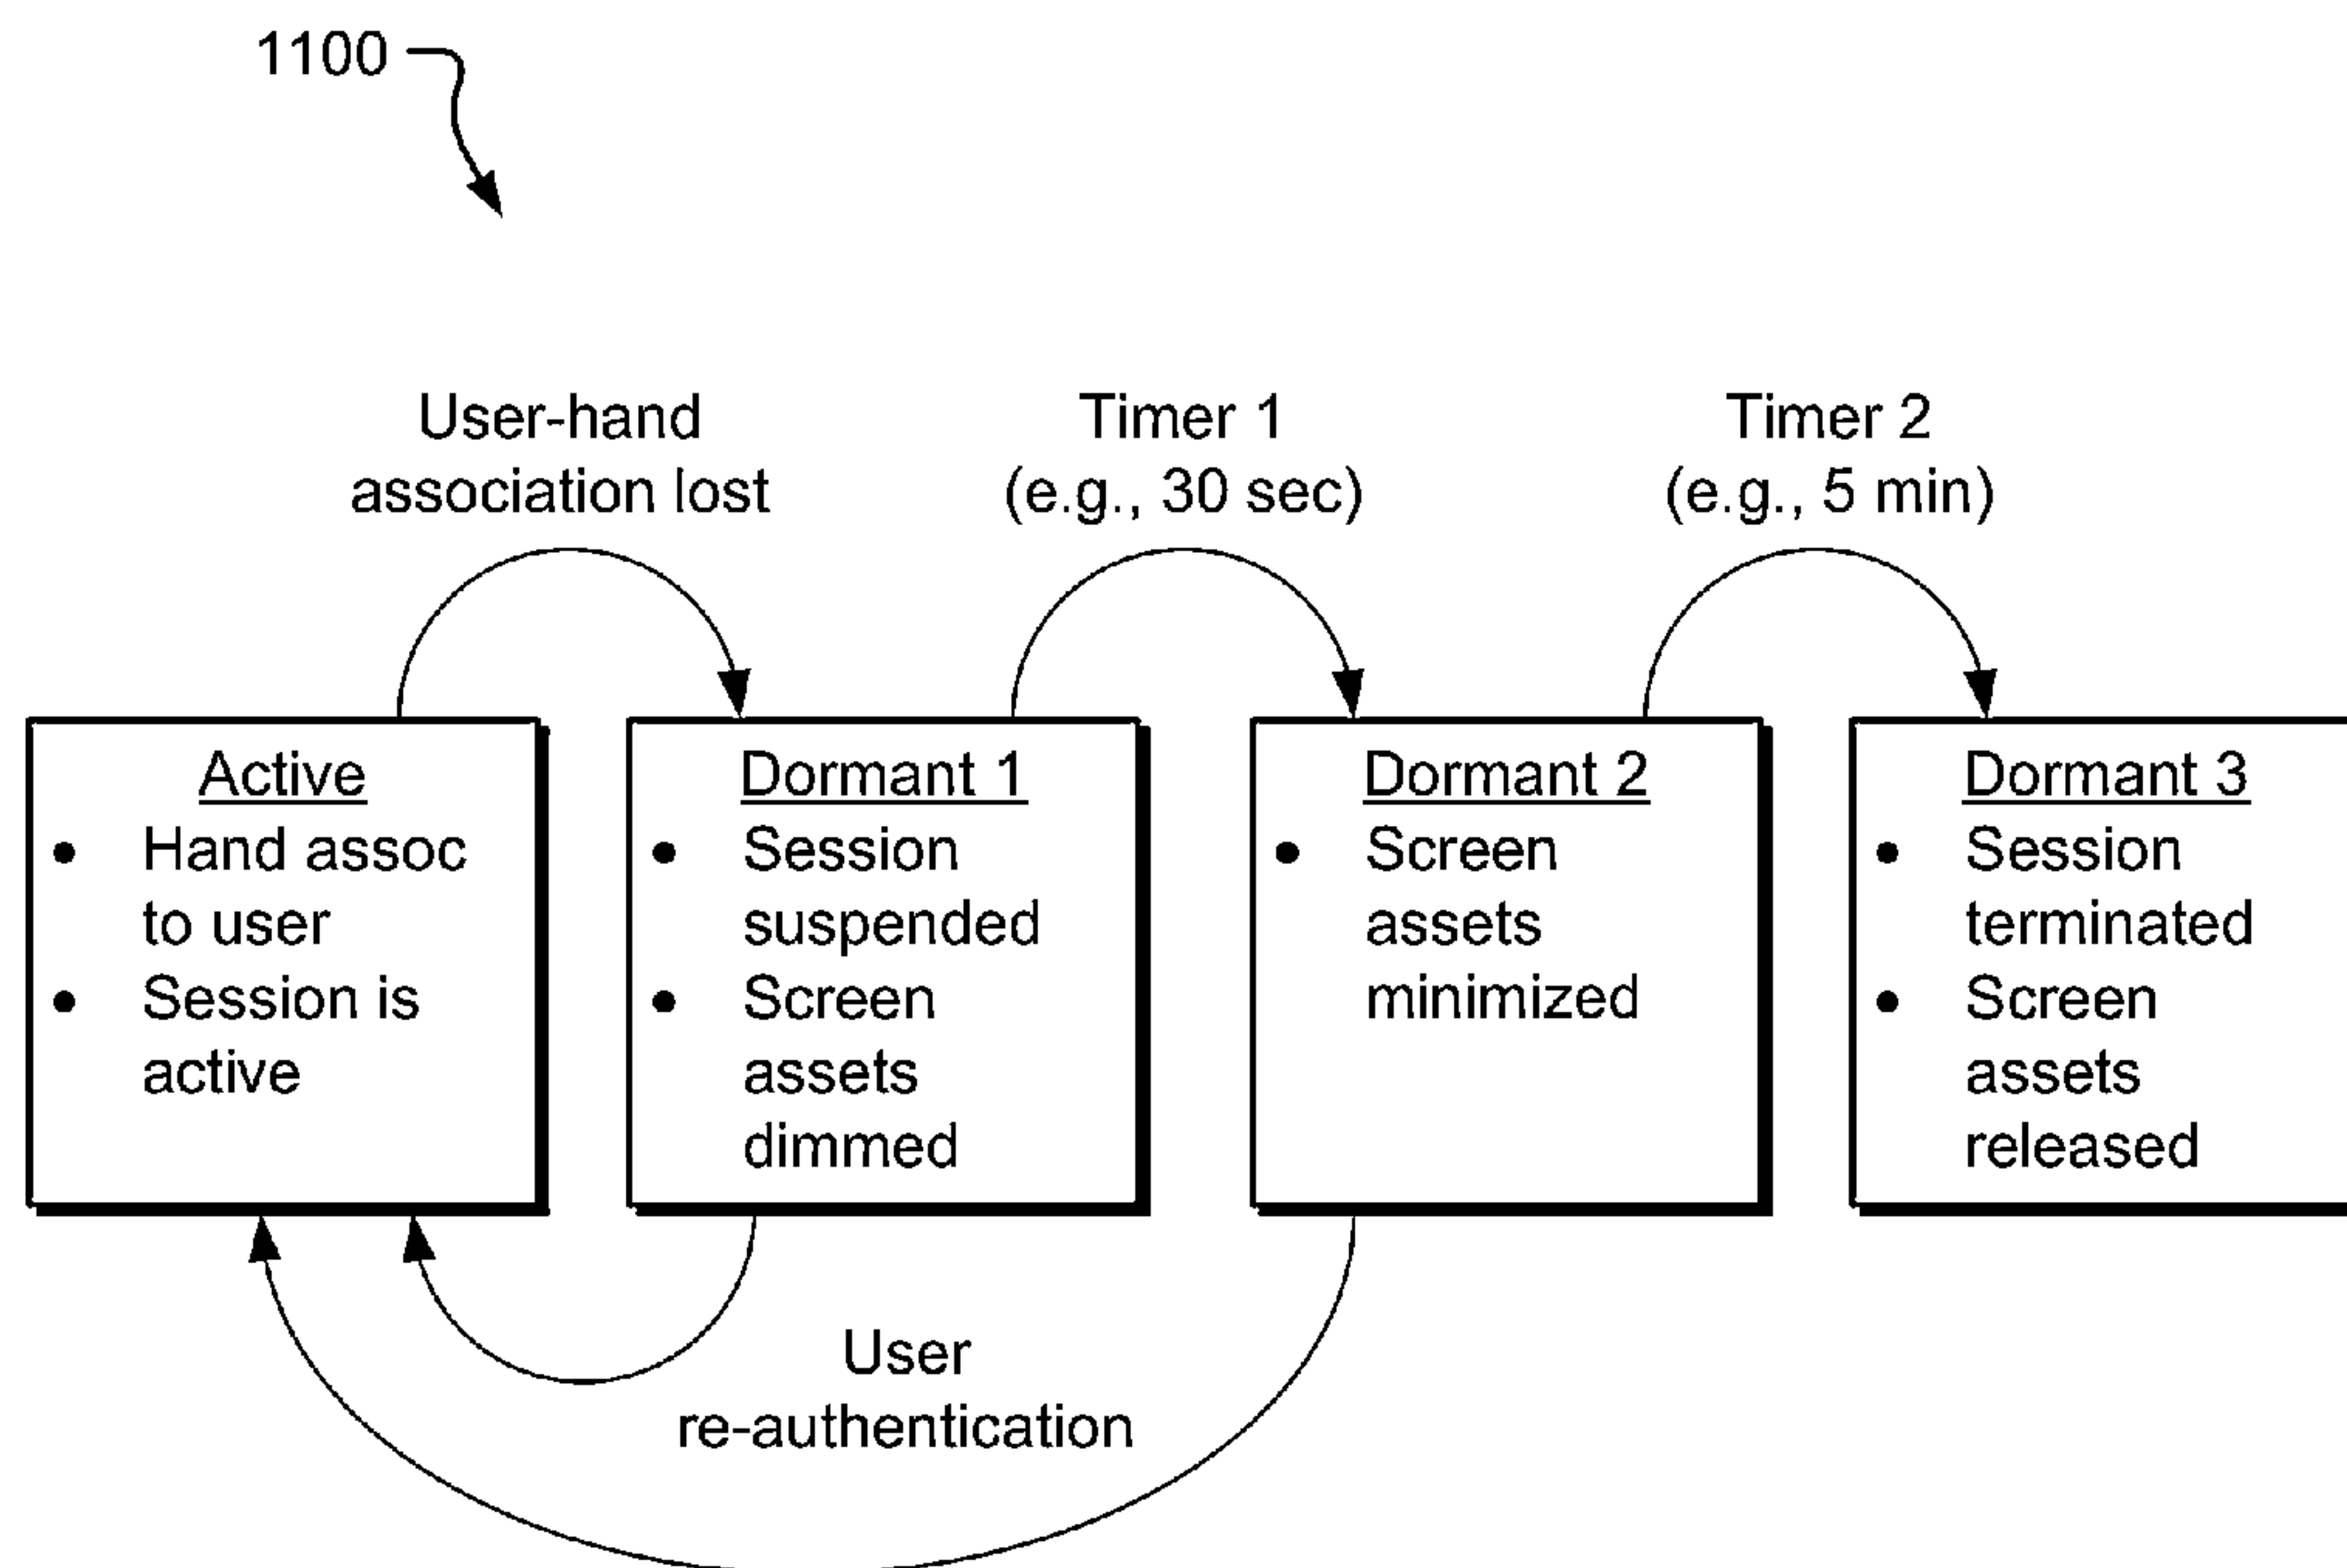 1100
User-hand
association lost
Timer 1
(e.g., 30 sec)
Timer 2
(e.g., 5 min)
Active
• Hand assoc
to user
• Session is
active
Dormant 1
• Session
suspended
• Screen
assets
dimmed
Dormant 2
• Screen
assets
minimized
Dormant 3
• Session
terminated
• Screen
assets
released
User
re-authentication